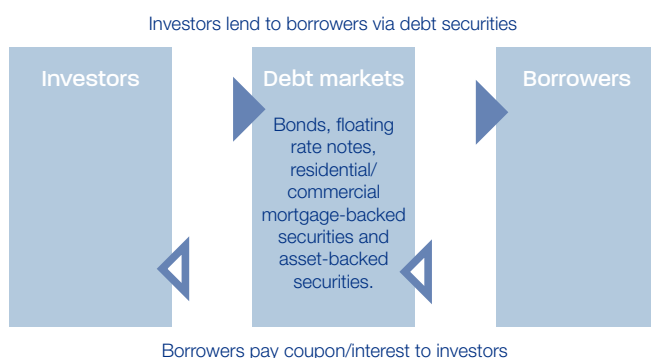 Investors lend to borrowers via debt securities
Investors
Debt markets
Borrowers
Bonds, floating
rate notes,
residential/
commercial
mortgage-backed
securities and
asset-backed
securities.
Borrowers pay coupon/interest to investors